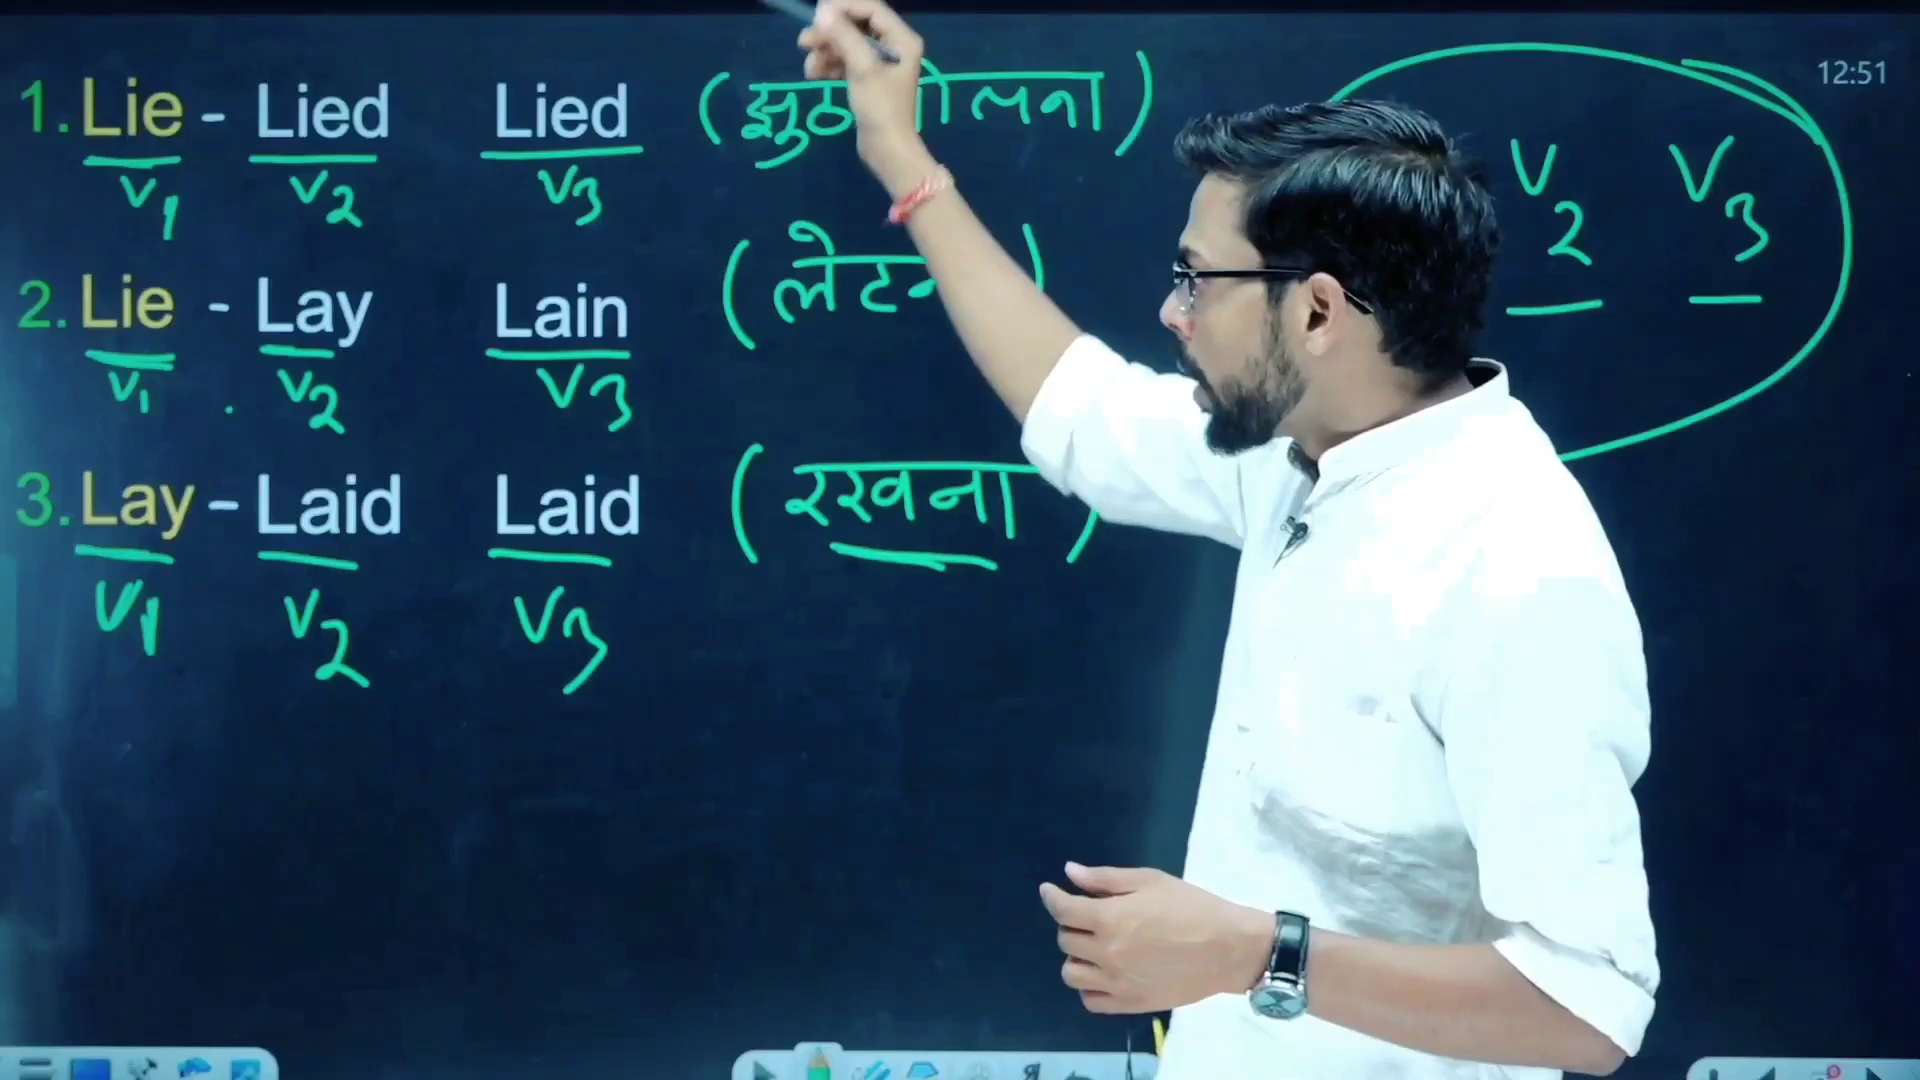 12:51
1. Lie - Lied Lied (झुठ बोलना)
V1 V2 V3
V2 V3
2. Lie - Lay Lain (लेटना)
V1 V2 V3
3. Lay - Laid Laid (रखना)
V1 V2 V3